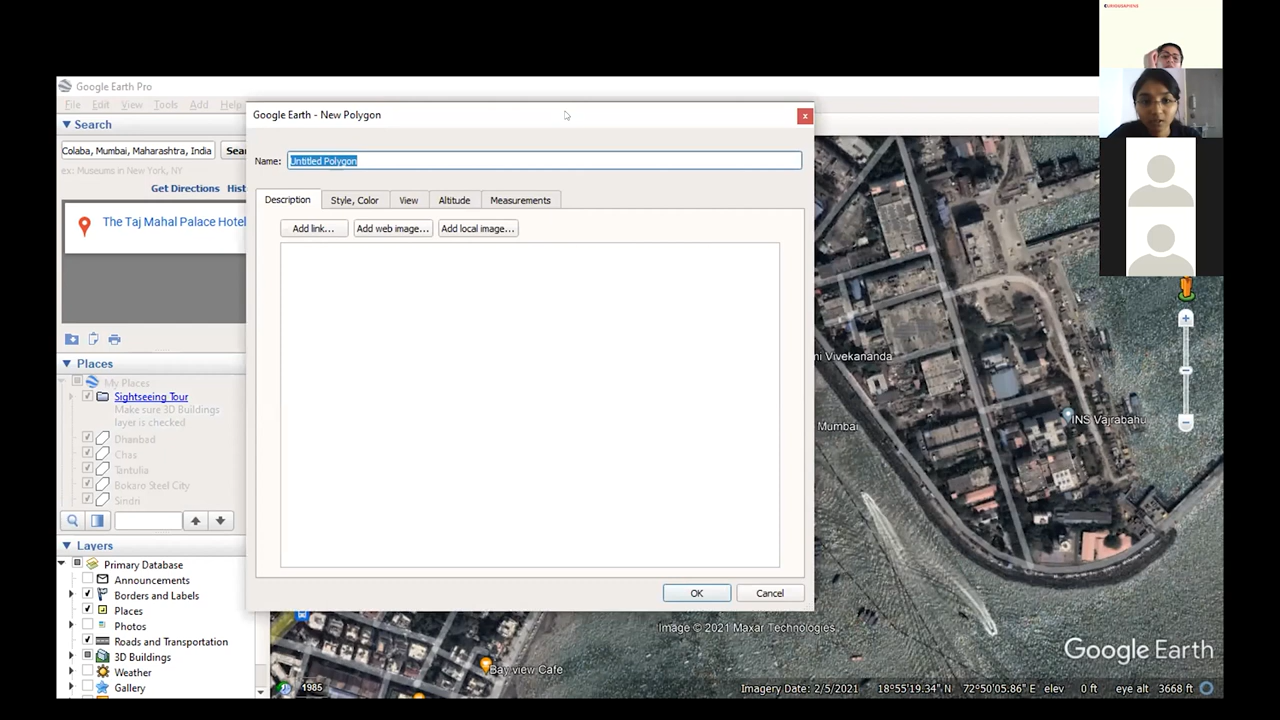 CURIOUSAPIENS
Google Earth Pro
File Edit View Tools Add Help
Search
Colaba, Mumbai, Maharashtra, India
Sear
ex: Museums in New York, NY
Get Directions Hist
The Taj Mahal Palace Hotel
Places
My Places
Sightseeing Tour
Make sure 3D Buildings
layer is checked
Dhanbad
Chas
Tantulia
Bokaro Steel City
Sindri
Layers
Primary Database
Announcements
Borders and Labels
Places
Photos
Roads and Transportation
3D Buildings
Weather
Gallery
Google Earth - New Polygon
x
Name: Untitled Polygon
Description Style, Color View Altitude Measurements
Add link... Add web image... Add local image...
OK Cancel
mi Vivekananda
Mumbai
INS Vajrabahu
Image © 2021 Maxar Technologies
Google Earth
Bay view Cafe
1985
Imagery Date: 2/5/2021 18°55'19.34" N 72°50'05.86" E elev 0 ft eye alt 3668 ft